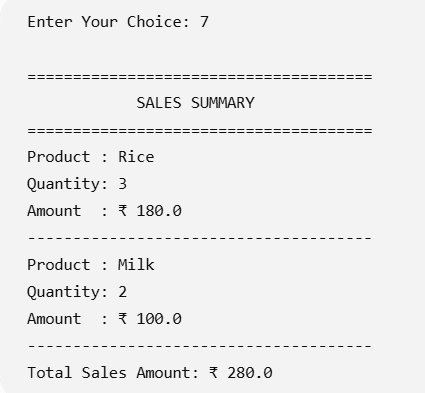 Enter Your Choice: 7
======================================
SALES SUMMARY
======================================
Product : Rice
Quantity: 3
Amount  : ₹ 180.0
--------------------------------------
Product : Milk
Quantity: 2
Amount  : ₹ 100.0
--------------------------------------
Total Sales Amount: ₹ 280.0